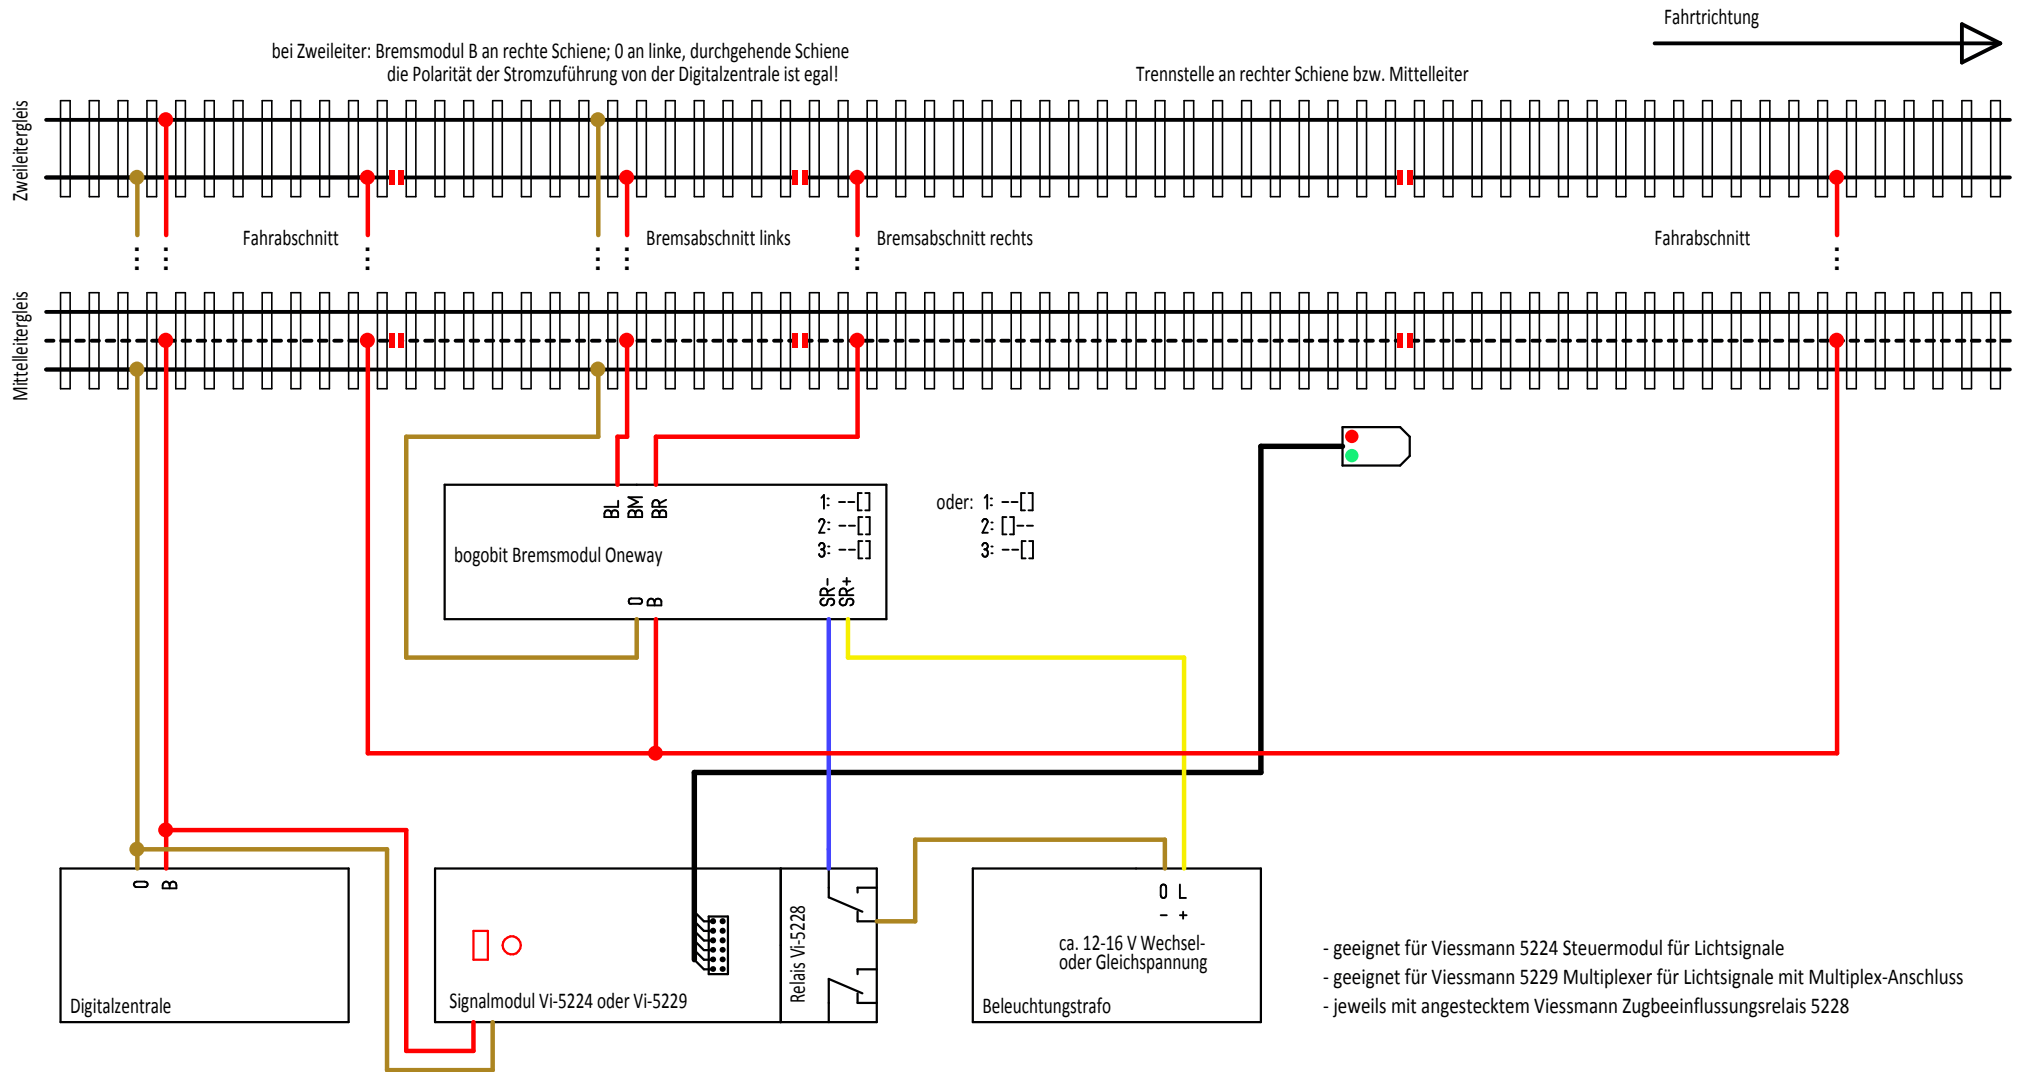 Fahrtrichtung
bei Zweileiter: Bremsmodul B an rechte Schiene; 0 an linke, durchgehende Schiene
die Polarität der Stromzuführung von der Digitalzentrale ist egal!
Trennstelle an rechter Schiene bzw. Mittelleiter
Zweileitergleis
Fahrabschnitt
Bremsabschnitt links
Bremsabschnitt rechts
Fahrabschnitt
Mittelleitergleis
BL
BM
BR
1: --[]
2: --[]
3: --[]
oder: 1: --[]
2: []--
3: --[]
bogobit Bremsmodul Oneway
0
B
SR-
SR+
0
B
Digitalzentrale
Signalmodul Vi-5224 oder Vi-5229
Relais Vi-5228
0 L
- +
ca. 12-16 V Wechsel-
oder Gleichspannung
Beleuchtungstrafo
- geeignet für Viessmann 5224 Steuermodul für Lichtsignale
- geeignet für Viessmann 5229 Multiplexer für Lichtsignale mit Multiplex-Anschluss
- jeweils mit angestecktem Viessmann Zugbeeinflussungsrelais 5228